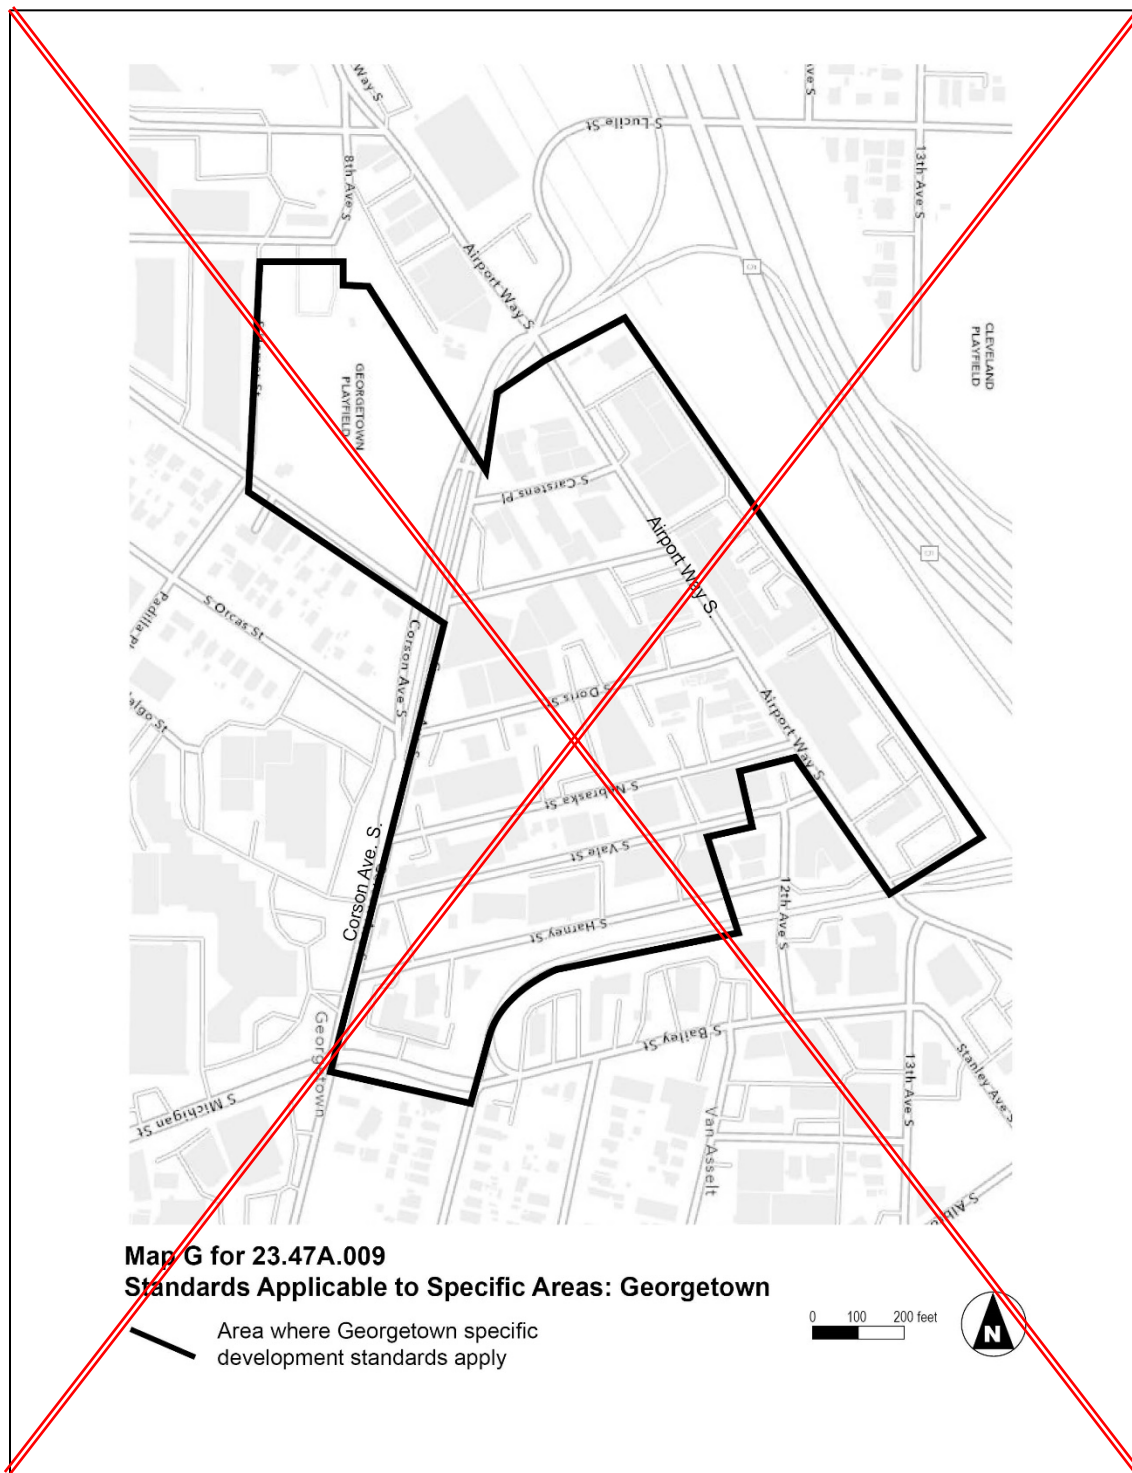 Way S
S Lucile St
Ave S
13th Ave S
8th Ave S
Airport Way S
5
CLEVELAND
PLAYFIELD
GEORGETOWN
PLAYFIELD
S Carstens Pl
Airport Way S.
5
S Orcas St
Padilla Pl
Corson Ave S
S Doris St
Airport Way S
S Nebraska St
S Vale St
Corson Ave. S.
12th Ave S
S Harney St
Georgetown
S Bailey St
Stanley Ave S
13th Ave S
S Michigan St
Van Asselt
Map G for 23.47A.009
Standards Applicable to Specific Areas: Georgetown
Area where Georgetown specific
development standards apply
0 100 200 feet
N